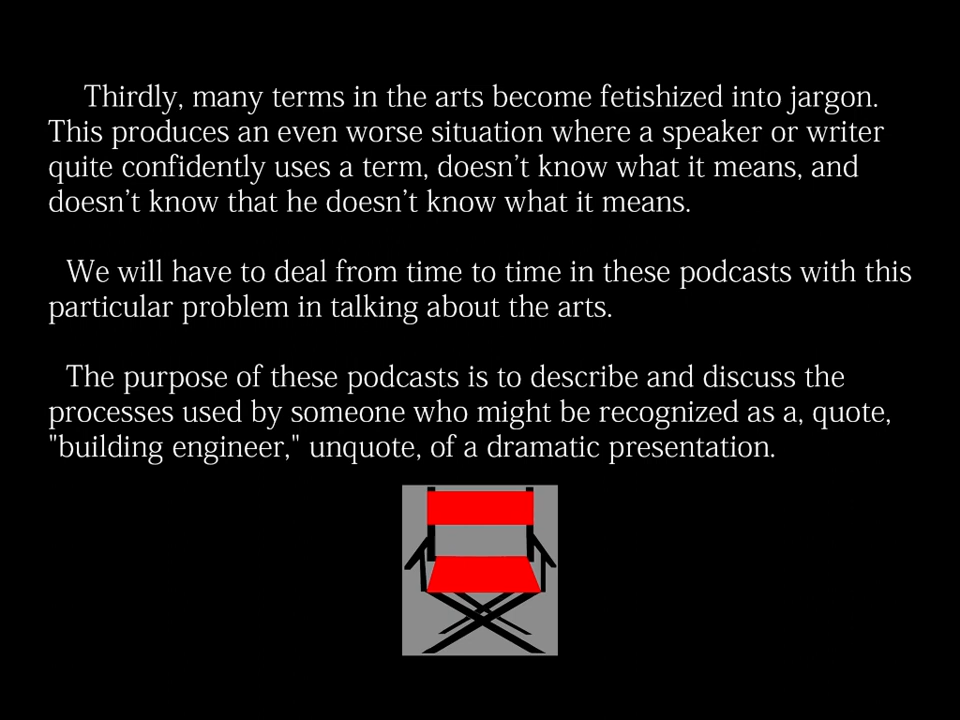 Thirdly, many terms in the arts become fetishized into jargon.
This produces an even worse situation where a speaker or writer
quite confidently uses a term, doesn’t know what it means, and
doesn’t know that he doesn’t know what it means.
We will have to deal from time to time in these podcasts with this
particular problem in talking about the arts.
The purpose of these podcasts is to describe and discuss the
processes used by someone who might be recognized as a, quote,
"building engineer," unquote, of a dramatic presentation.